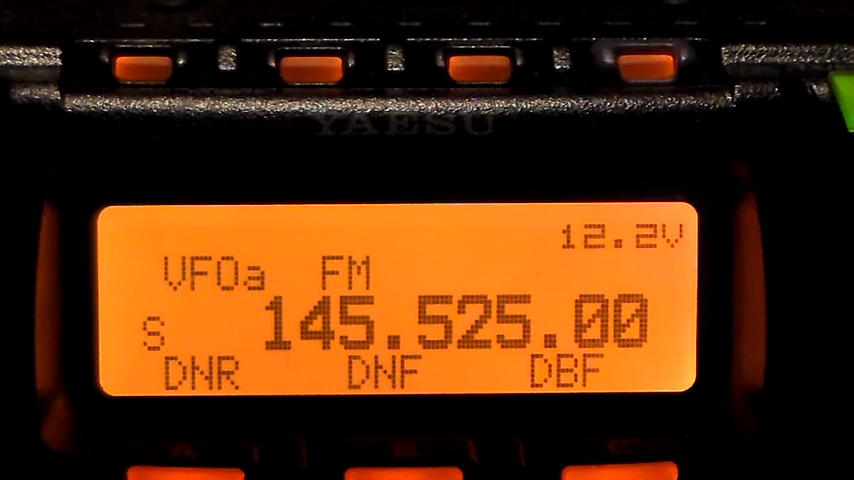 YAESU
12.2V
VFOa FM
S 145.525.00
DNR DNF DBF
A B C